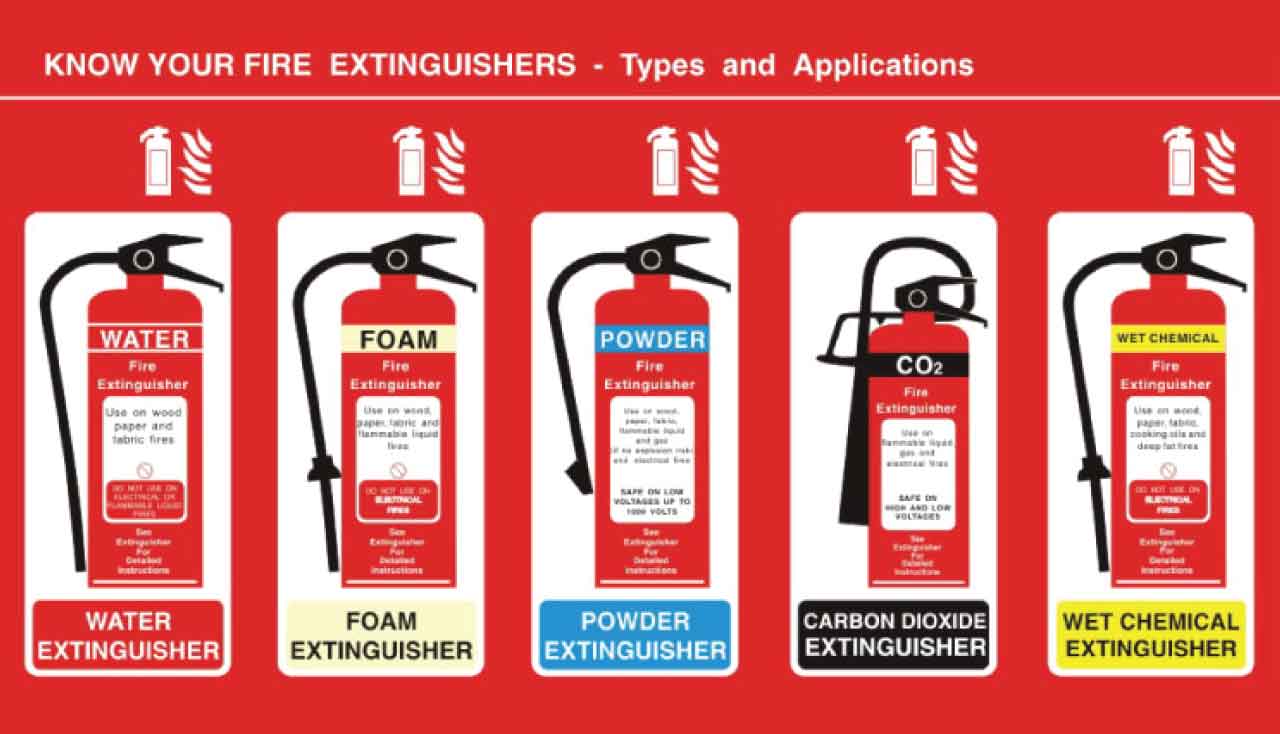 KNOW YOUR FIRE EXTINGUISHERS - Types and Applications
WATER
Fire
Extinguisher
Use on wood
paper and
fabric fires
DO NOT USE ON
ELECTRICAL OR
FLAMMABLE LIQUID
FIRES
See
Extinguisher
For
Detailed
Instructions
WATER
EXTINGUISHER
FOAM
Fire
Extinguisher
Use on wood,
paper, fabric and
flammable liquid
fires
DO NOT USE ON
ELECTRICAL
FIRES
See
Extinguisher
For
Detailed
Instructions
FOAM
EXTINGUISHER
POWDER
Fire
Extinguisher
Use on wood,
paper, fabric,
flammable liquid
and gas
(if no explosion risk)
and electrical fires
SAFE ON LOW
VOLTAGES UP TO
1000 VOLTS
See
Extinguisher
For
Detailed
Instructions
POWDER
EXTINGUISHER
CO2
Fire
Extinguisher
Use on
flammable liquid,
gas and
electrical fires
SAFE ON
HIGH AND LOW
VOLTAGES
See
Extinguisher
For
Detailed
Instructions
CARBON DIOXIDE
EXTINGUISHER
WET CHEMICAL
Fire
Extinguisher
Use on wood,
paper, fabric,
cooking oils and
deep fat fires
DO NOT USE ON
ELECTRICAL
FIRES
See
Extinguisher
For
Detailed
Instructions
WET CHEMICAL
EXTINGUISHER